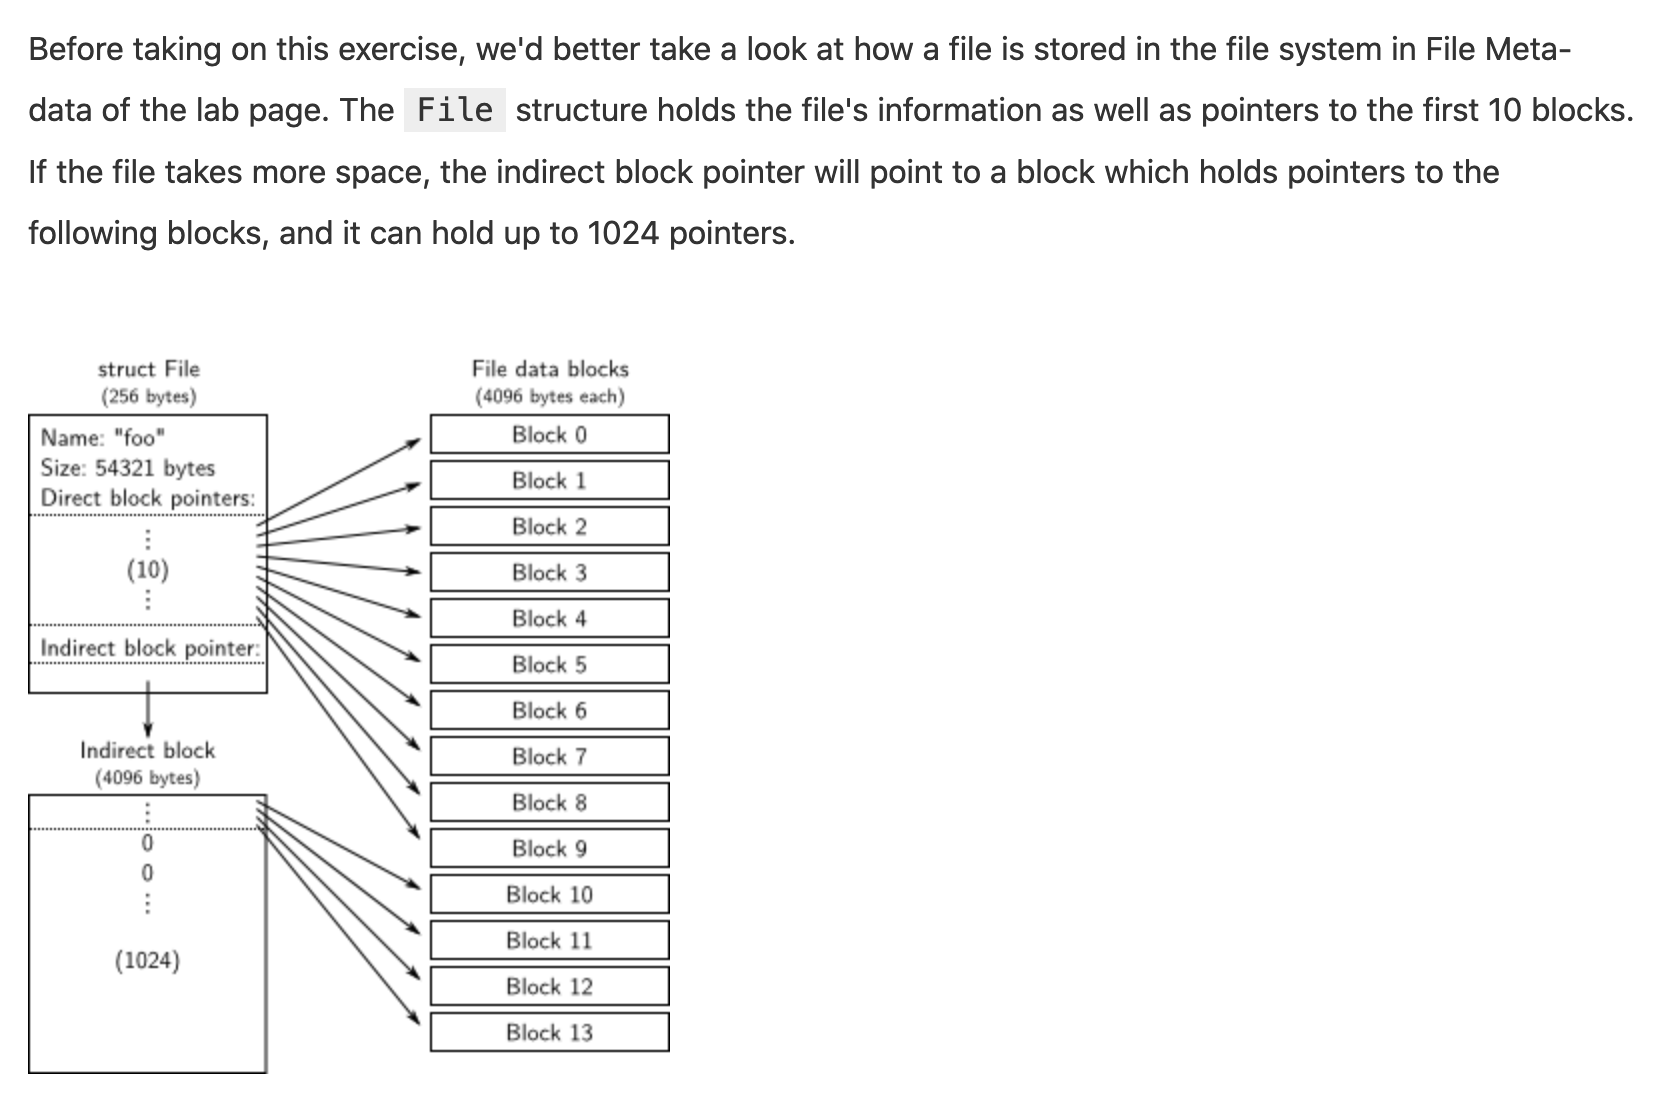 Before taking on this exercise, we'd better take a look at how a file is stored in the file system in File Meta-
data of the lab page. The File structure holds the file's information as well as pointers to the first 10 blocks.
If the file takes more space, the indirect block pointer will point to a block which holds pointers to the
following blocks, and it can hold up to 1024 pointers.
struct File
(256 bytes)
Name: "foo"
Size: 54321 bytes
Direct block pointers:
⋮
(10)
⋮
Indirect block pointer:
Indirect block
(4096 bytes)
⋮
0
0
⋮
(1024)
File data blocks
(4096 bytes each)
Block 0
Block 1
Block 2
Block 3
Block 4
Block 5
Block 6
Block 7
Block 8
Block 9
Block 10
Block 11
Block 12
Block 13